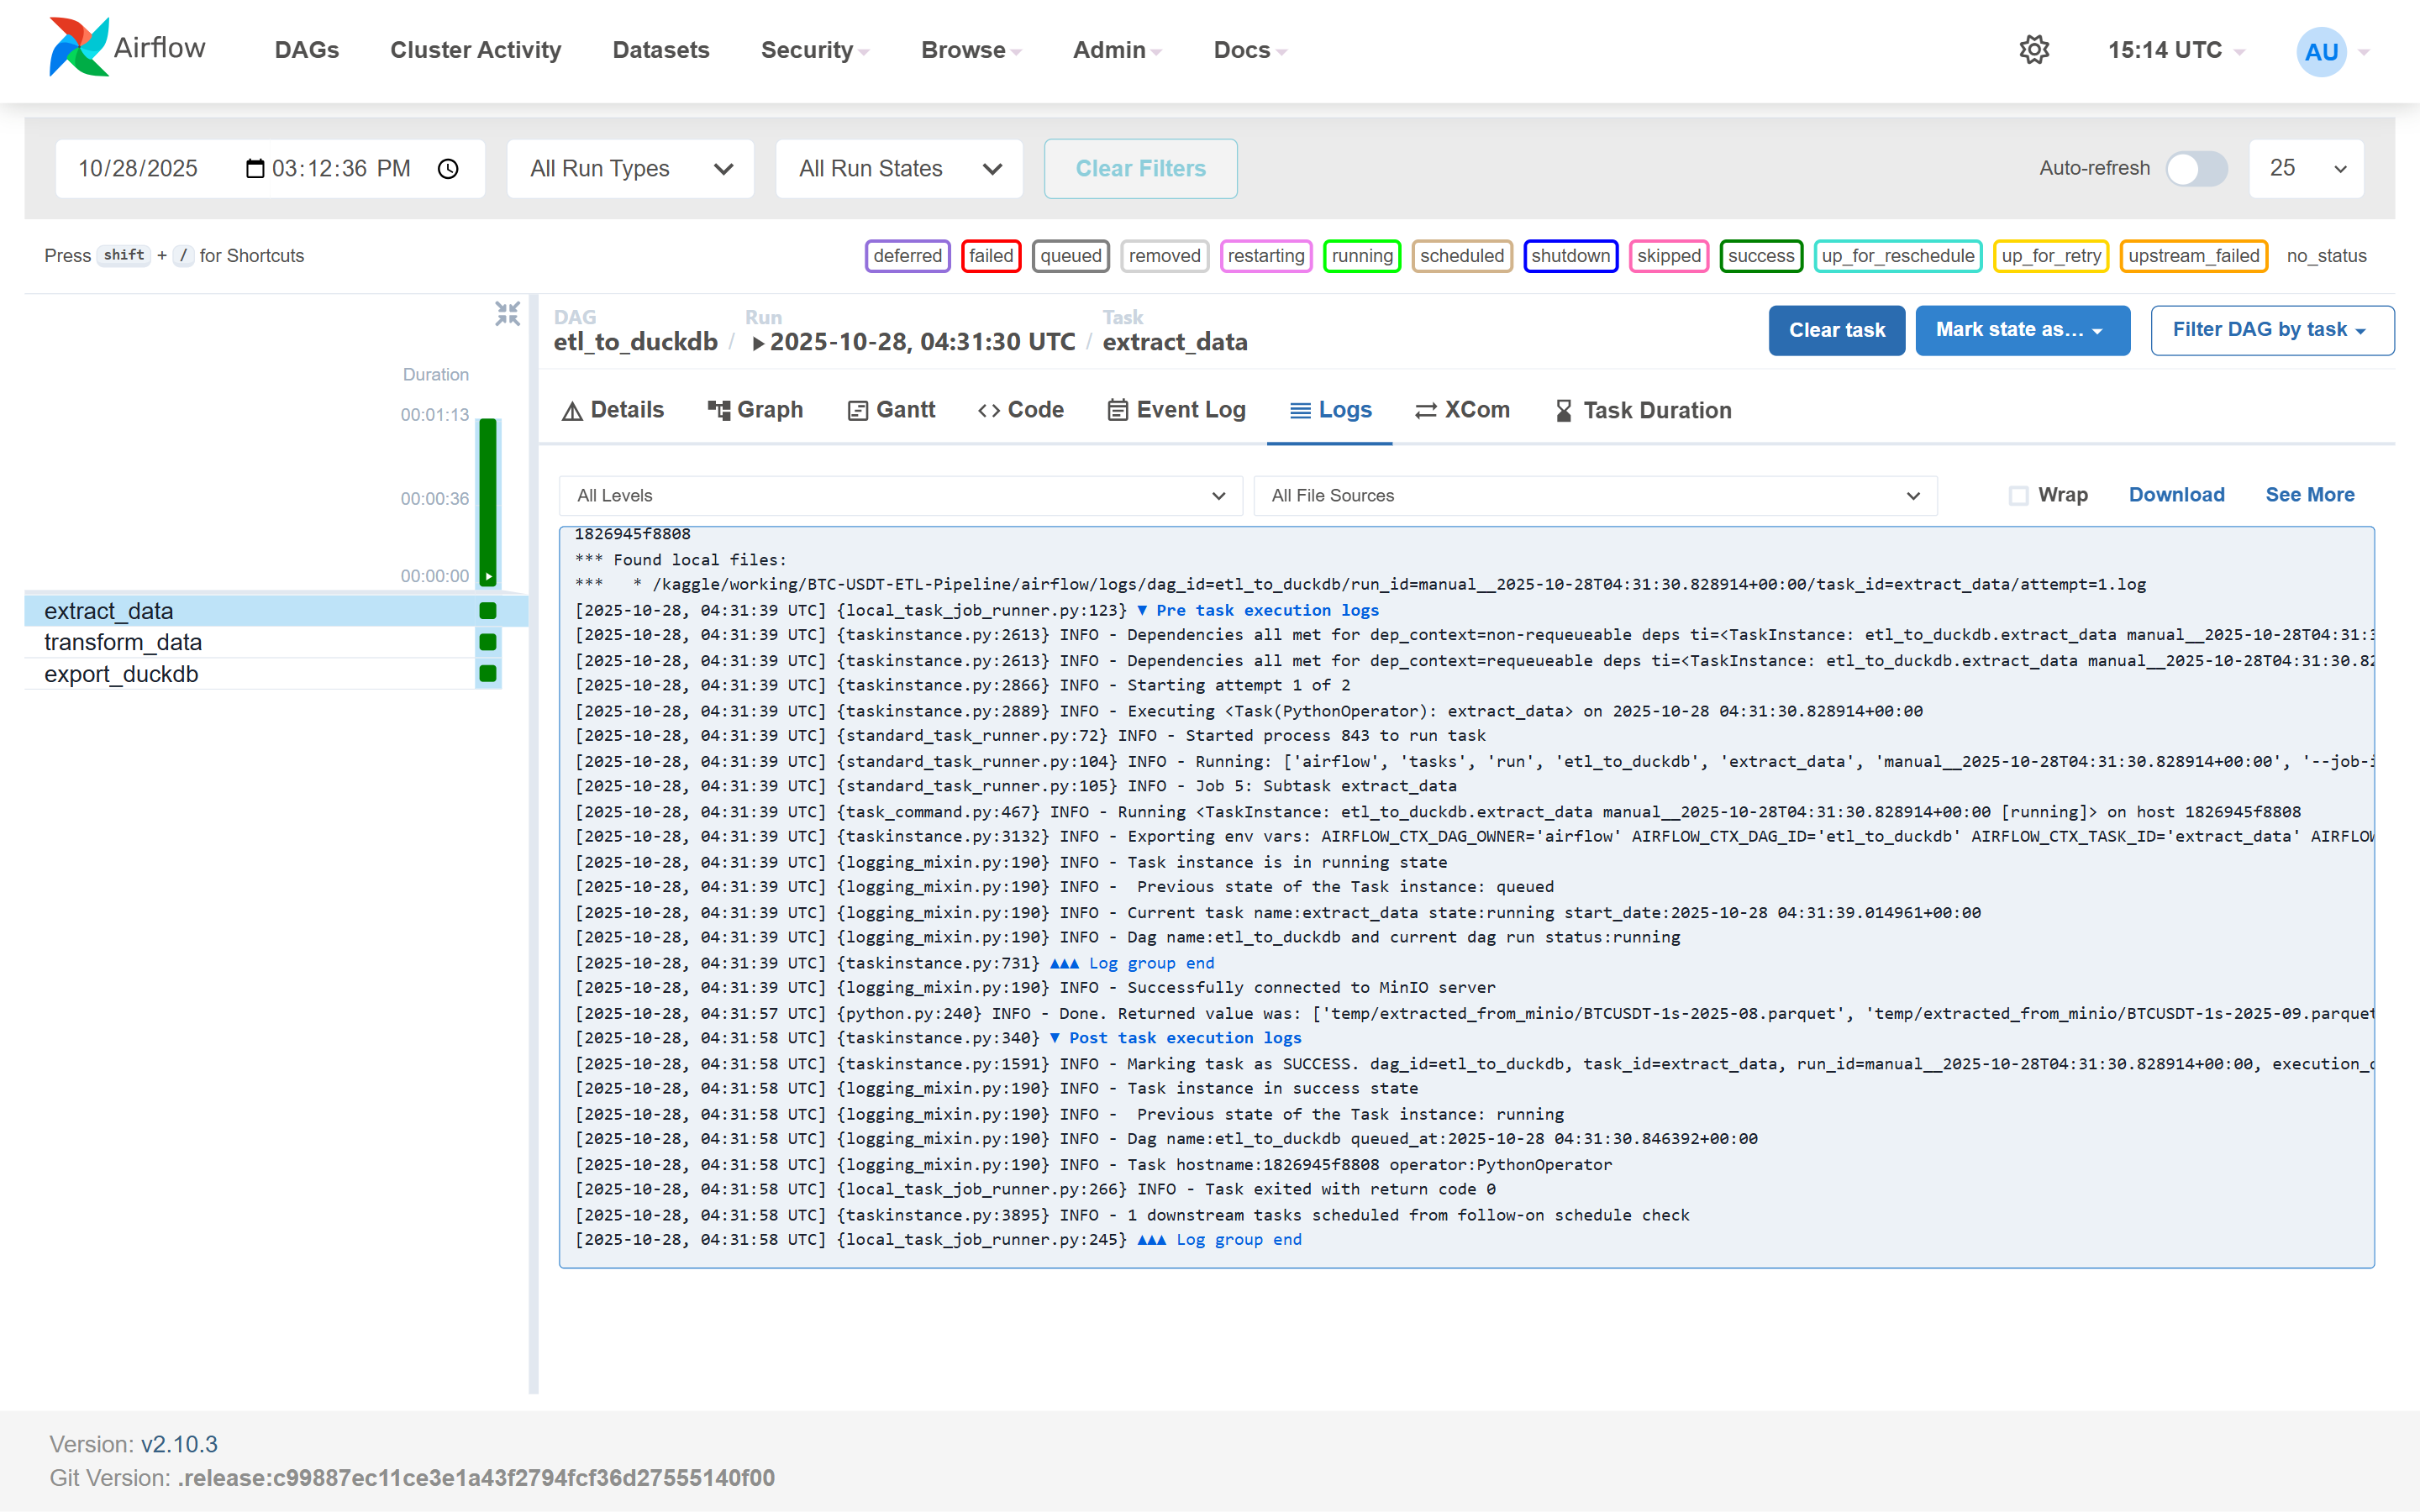 Airflow
DAGs
Cluster Activity
Datasets
Security
Browse
Admin
Docs
15:14 UTC
AU
10/28/2025 03:12:36 PM
All Run Types
All Run States
Clear Filters
Auto-refresh
25
Press shift + / for Shortcuts
deferred
failed
queued
removed
restarting
running
scheduled
shutdown
skipped
success
up_for_reschedule
up_for_retry
upstream_failed
no_status
DAG
etl_to_duckdb
/
Run
2025-10-28, 04:31:30 UTC
/
Task
extract_data
Clear task
Mark state as...
Filter DAG by task
Duration
00:01:13
00:00:36
00:00:00
extract_data
transform_data
export_duckdb
Details
Graph
Gantt
Code
Event Log
Logs
XCom
Task Duration
All Levels
All File Sources
Wrap
Download
See More
1826945f8808
*** Found local files:
***   * /kaggle/working/BTC-USDT-ETL-Pipeline/airflow/logs/dag_id=etl_to_duckdb/run_id=manual__2025-10-28T04:31:30.828914+00:00/task_id=extract_data/attempt=1.log
[2025-10-28, 04:31:39 UTC] {local_task_job_runner.py:123} ▼ Pre task execution logs
[2025-10-28, 04:31:39 UTC] {taskinstance.py:2613} INFO - Dependencies all met for dep_context=non-requeueable deps ti=<TaskInstance: etl_to_duckdb.extract_data manual__2025-10-28T04:31:3
[2025-10-28, 04:31:39 UTC] {taskinstance.py:2613} INFO - Dependencies all met for dep_context=requeueable deps ti=<TaskInstance: etl_to_duckdb.extract_data manual__2025-10-28T04:31:30.82
[2025-10-28, 04:31:39 UTC] {taskinstance.py:2866} INFO - Starting attempt 1 of 2
[2025-10-28, 04:31:39 UTC] {taskinstance.py:2889} INFO - Executing <Task(PythonOperator): extract_data> on 2025-10-28 04:31:30.828914+00:00
[2025-10-28, 04:31:39 UTC] {standard_task_runner.py:72} INFO - Started process 843 to run task
[2025-10-28, 04:31:39 UTC] {standard_task_runner.py:104} INFO - Running: ['airflow', 'tasks', 'run', 'etl_to_duckdb', 'extract_data', 'manual__2025-10-28T04:31:30.828914+00:00', '--job-i
[2025-10-28, 04:31:39 UTC] {standard_task_runner.py:105} INFO - Job 5: Subtask extract_data
[2025-10-28, 04:31:39 UTC] {task_command.py:467} INFO - Running <TaskInstance: etl_to_duckdb.extract_data manual__2025-10-28T04:31:30.828914+00:00 [running]> on host 1826945f8808
[2025-10-28, 04:31:39 UTC] {taskinstance.py:3132} INFO - Exporting env vars: AIRFLOW_CTX_DAG_OWNER='airflow' AIRFLOW_CTX_DAG_ID='etl_to_duckdb' AIRFLOW_CTX_TASK_ID='extract_data' AIRFLOW
[2025-10-28, 04:31:39 UTC] {logging_mixin.py:190} INFO - Task instance is in running state
[2025-10-28, 04:31:39 UTC] {logging_mixin.py:190} INFO -  Previous state of the Task instance: queued
[2025-10-28, 04:31:39 UTC] {logging_mixin.py:190} INFO - Current task name:extract_data state:running start_date:2025-10-28 04:31:39.014961+00:00
[2025-10-28, 04:31:39 UTC] {logging_mixin.py:190} INFO - Dag name:etl_to_duckdb and current dag run status:running
[2025-10-28, 04:31:39 UTC] {taskinstance.py:731} ▲▲▲ Log group end
[2025-10-28, 04:31:39 UTC] {logging_mixin.py:190} INFO - Successfully connected to MinIO server
[2025-10-28, 04:31:57 UTC] {python.py:240} INFO - Done. Returned value was: ['temp/extracted_from_minio/BTCUSDT-1s-2025-08.parquet', 'temp/extracted_from_minio/BTCUSDT-1s-2025-09.parquet
[2025-10-28, 04:31:58 UTC] {taskinstance.py:340} ▼ Post task execution logs
[2025-10-28, 04:31:58 UTC] {taskinstance.py:1591} INFO - Marking task as SUCCESS. dag_id=etl_to_duckdb, task_id=extract_data, run_id=manual__2025-10-28T04:31:30.828914+00:00, execution_d
[2025-10-28, 04:31:58 UTC] {logging_mixin.py:190} INFO - Task instance in success state
[2025-10-28, 04:31:58 UTC] {logging_mixin.py:190} INFO -  Previous state of the Task instance: running
[2025-10-28, 04:31:58 UTC] {logging_mixin.py:190} INFO - Dag name:etl_to_duckdb queued_at:2025-10-28 04:31:30.846392+00:00
[2025-10-28, 04:31:58 UTC] {logging_mixin.py:190} INFO - Task hostname:1826945f8808 operator:PythonOperator
[2025-10-28, 04:31:58 UTC] {local_task_job_runner.py:266} INFO - Task exited with return code 0
[2025-10-28, 04:31:58 UTC] {taskinstance.py:3895} INFO - 1 downstream tasks scheduled from follow-on schedule check
[2025-10-28, 04:31:58 UTC] {local_task_job_runner.py:245} ▲▲▲ Log group end
Version: v2.10.3
Git Version: .release:c99887ec11ce3e1a43f2794fcf36d27555140f00